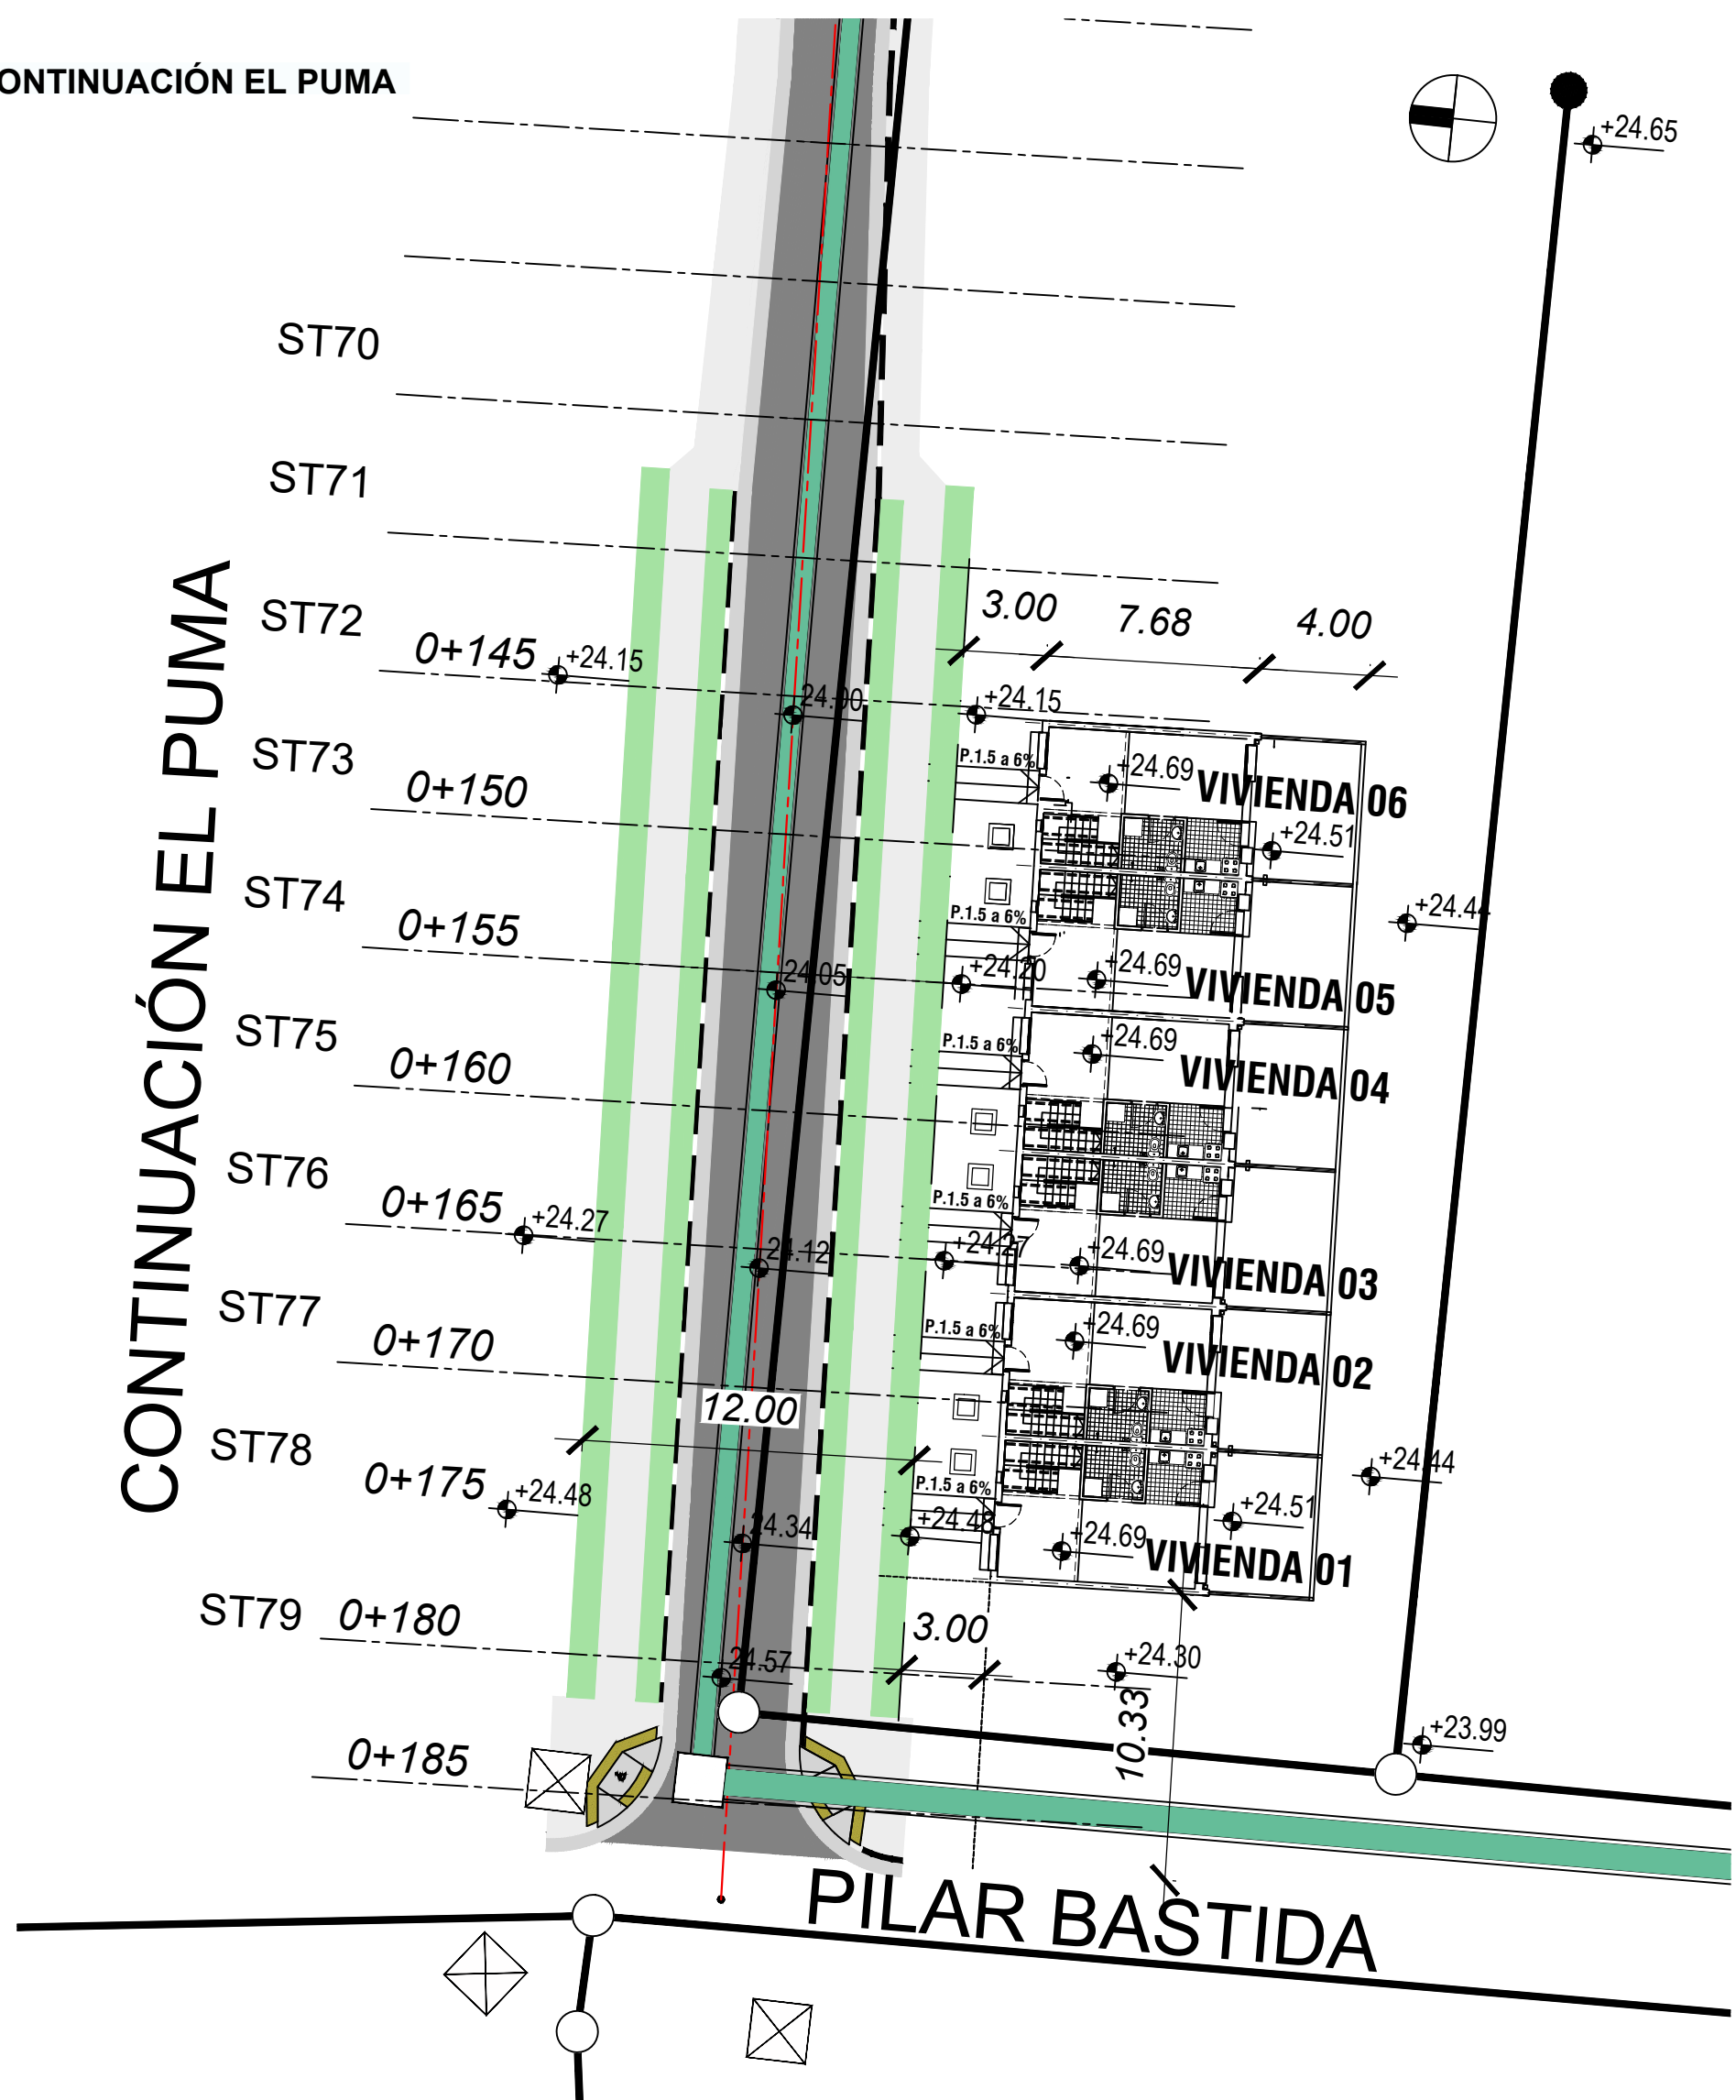 ONTINUACIÓN EL PUMA
+24.65
ST70
ST71
ST72
0+145
+24.15
24.00
+24.15
3.00
7.68
4.00
CONTINUACIÓN EL PUMA
ST73
0+150
P.1.5 a 6%
+24.69
VIVIENDA 06
+24.51
ST74
0+155
P.1.5 a 6%
+24.44
24.05
+24.20
+24.69
VIVIENDA 05
ST75
0+160
P.1.5 a 6%
+24.69
VIVIENDA 04
ST76
0+165
+24.27
P.1.5 a 6%
24.12
+24.27
+24.69
VIVIENDA 03
ST77
0+170
P.1.5 a 6%
+24.69
VIVIENDA 02
12.00
ST78
0+175
+24.48
P.1.5 a 6%
+24.44
24.34
+24.48
+24.69
+24.51
VIVIENDA 01
ST79
0+180
24.57
3.00
+24.30
10.33
+23.99
0+185
PILAR BASTIDA